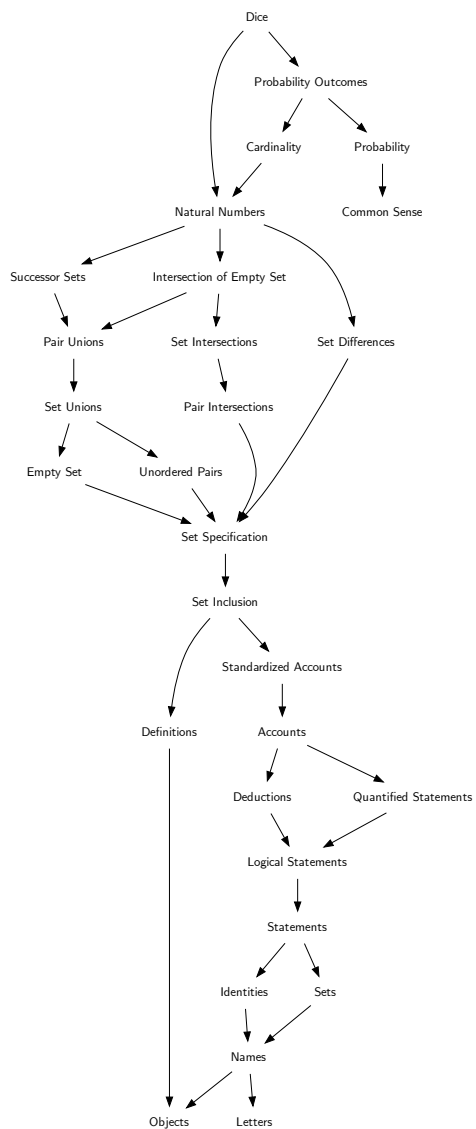 Dice
Probability Outcomes
Cardinality
Probability
Natural Numbers
Common Sense
Successor Sets
Intersection of Empty Set
Pair Unions
Set Intersections
Set Differences
Set Unions
Pair Intersections
Empty Set
Unordered Pairs
Set Specification
Set Inclusion
Standardized Accounts
Definitions
Accounts
Deductions
Quantified Statements
Logical Statements
Statements
Identities
Sets
Names
Objects
Letters